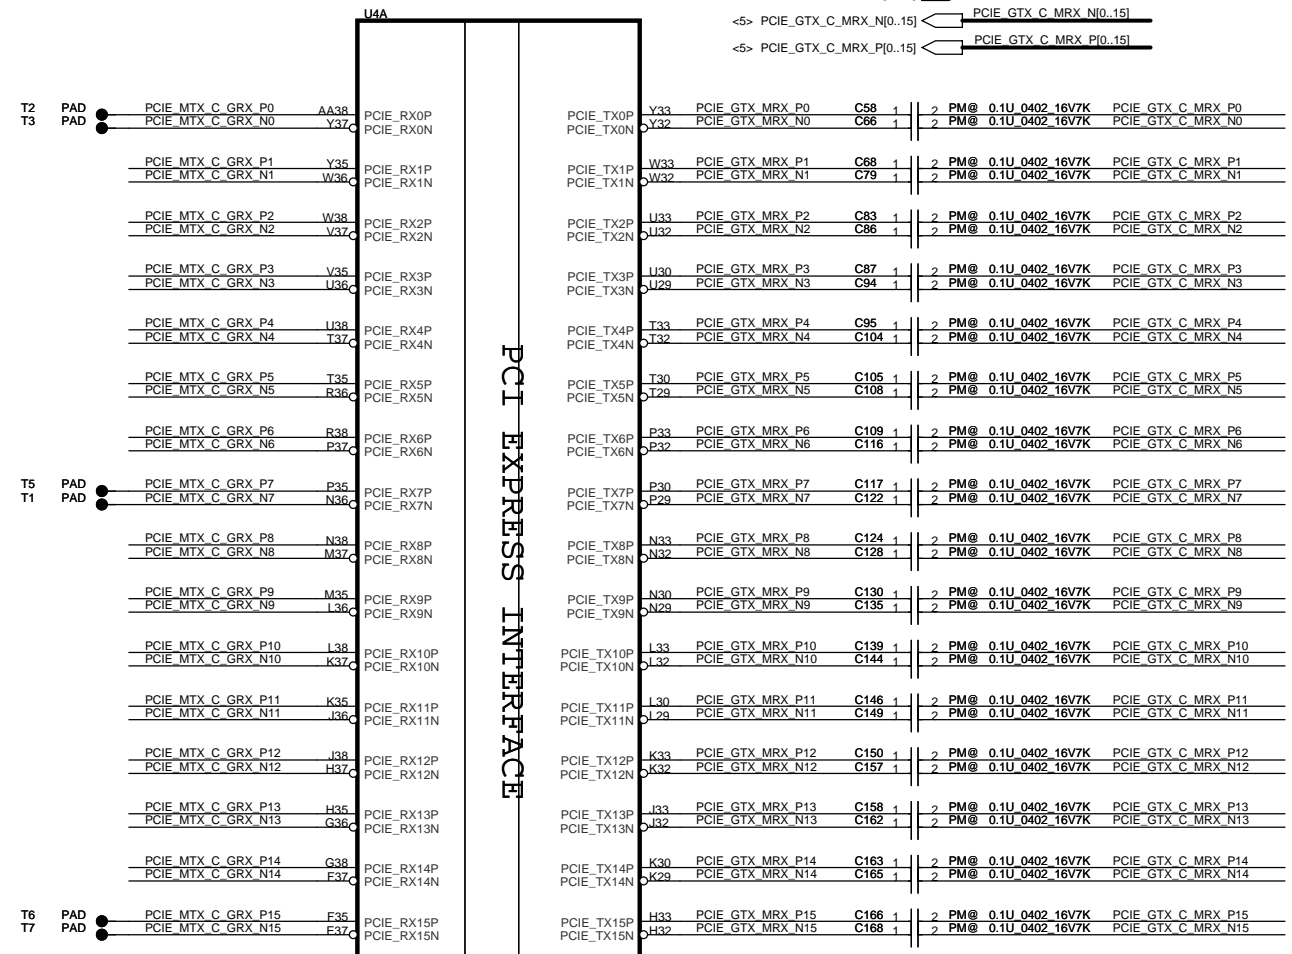 U4A
<5> PCIE_GTX_C_MRX_N[0..15] PCIE_GTX_C_MRX_N[0..15]
<5> PCIE_GTX_C_MRX_P[0..15] PCIE_GTX_C_MRX_P[0..15]
T2 PAD PCIE_MTX_C_GRX_P0 AA38 PCIE_RX0P PCIE_TX0P Y33 PCIE_GTX_MRX_P0 C58 1 2 PM@ 0.1U_0402_16V7K PCIE_GTX_C_MRX_P0
T3 PAD PCIE_MTX_C_GRX_N0 Y37 PCIE_RX0N PCIE_TX0N Y32 PCIE_GTX_MRX_N0 C66 1 2 PM@ 0.1U_0402_16V7K PCIE_GTX_C_MRX_N0
PCIE_MTX_C_GRX_P1 Y35 PCIE_RX1P PCIE_TX1P W33 PCIE_GTX_MRX_P1 C68 1 2 PM@ 0.1U_0402_16V7K PCIE_GTX_C_MRX_P1
PCIE_MTX_C_GRX_N1 W36 PCIE_RX1N PCIE_TX1N W32 PCIE_GTX_MRX_N1 C79 1 2 PM@ 0.1U_0402_16V7K PCIE_GTX_C_MRX_N1
PCIE_MTX_C_GRX_P2 W38 PCIE_RX2P PCIE_TX2P U33 PCIE_GTX_MRX_P2 C83 1 2 PM@ 0.1U_0402_16V7K PCIE_GTX_C_MRX_P2
PCIE_MTX_C_GRX_N2 V37 PCIE_RX2N PCIE_TX2N U32 PCIE_GTX_MRX_N2 C86 1 2 PM@ 0.1U_0402_16V7K PCIE_GTX_C_MRX_N2
PCIE_MTX_C_GRX_P3 V35 PCIE_RX3P PCIE_TX3P U30 PCIE_GTX_MRX_P3 C87 1 2 PM@ 0.1U_0402_16V7K PCIE_GTX_C_MRX_P3
PCIE_MTX_C_GRX_N3 U36 PCIE_RX3N PCIE_TX3N U29 PCIE_GTX_MRX_N3 C94 1 2 PM@ 0.1U_0402_16V7K PCIE_GTX_C_MRX_N3
PCIE_MTX_C_GRX_P4 U38 PCIE_RX4P PCIE_TX4P T33 PCIE_GTX_MRX_P4 C95 1 2 PM@ 0.1U_0402_16V7K PCIE_GTX_C_MRX_P4
PCIE_MTX_C_GRX_N4 T37 PCIE_RX4N PCIE_TX4N T32 PCIE_GTX_MRX_N4 C104 1 2 PM@ 0.1U_0402_16V7K PCIE_GTX_C_MRX_N4
PCIE_MTX_C_GRX_P5 T35 PCIE_RX5P PCIE_TX5P T30 PCIE_GTX_MRX_P5 C105 1 2 PM@ 0.1U_0402_16V7K PCIE_GTX_C_MRX_P5
PCIE_MTX_C_GRX_N5 R36 PCIE_RX5N PCIE_TX5N T29 PCIE_GTX_MRX_N5 C108 1 2 PM@ 0.1U_0402_16V7K PCIE_GTX_C_MRX_N5
PCIE_MTX_C_GRX_P6 R38 PCIE_RX6P PCIE_TX6P P33 PCIE_GTX_MRX_P6 C109 1 2 PM@ 0.1U_0402_16V7K PCIE_GTX_C_MRX_P6
PCIE_MTX_C_GRX_N6 P37 PCIE_RX6N PCIE_TX6N P32 PCIE_GTX_MRX_N6 C116 1 2 PM@ 0.1U_0402_16V7K PCIE_GTX_C_MRX_N6
T5 PAD PCIE_MTX_C_GRX_P7 P35 PCIE_RX7P PCIE_TX7P P30 PCIE_GTX_MRX_P7 C117 1 2 PM@ 0.1U_0402_16V7K PCIE_GTX_C_MRX_P7
T1 PAD PCIE_MTX_C_GRX_N7 N36 PCIE_RX7N PCIE_TX7N P29 PCIE_GTX_MRX_N7 C122 1 2 PM@ 0.1U_0402_16V7K PCIE_GTX_C_MRX_N7
PCIE_MTX_C_GRX_P8 N38 PCIE_RX8P PCIE_TX8P N33 PCIE_GTX_MRX_P8 C124 1 2 PM@ 0.1U_0402_16V7K PCIE_GTX_C_MRX_P8
PCIE_MTX_C_GRX_N8 M37 PCIE_RX8N PCIE_TX8N N32 PCIE_GTX_MRX_N8 C128 1 2 PM@ 0.1U_0402_16V7K PCIE_GTX_C_MRX_N8
PCIE_MTX_C_GRX_P9 M35 PCIE_RX9P PCIE_TX9P N30 PCIE_GTX_MRX_P9 C130 1 2 PM@ 0.1U_0402_16V7K PCIE_GTX_C_MRX_P9
PCIE_MTX_C_GRX_N9 L36 PCIE_RX9N PCIE_TX9N N29 PCIE_GTX_MRX_N9 C135 1 2 PM@ 0.1U_0402_16V7K PCIE_GTX_C_MRX_N9
PCIE_MTX_C_GRX_P10 L38 PCIE_RX10P PCIE_TX10P L33 PCIE_GTX_MRX_P10 C139 1 2 PM@ 0.1U_0402_16V7K PCIE_GTX_C_MRX_P10
PCIE_MTX_C_GRX_N10 K37 PCIE_RX10N PCIE_TX10N L32 PCIE_GTX_MRX_N10 C144 1 2 PM@ 0.1U_0402_16V7K PCIE_GTX_C_MRX_N10
PCIE_MTX_C_GRX_P11 K35 PCIE_RX11P PCIE_TX11P L30 PCIE_GTX_MRX_P11 C146 1 2 PM@ 0.1U_0402_16V7K PCIE_GTX_C_MRX_P11
PCIE_MTX_C_GRX_N11 J36 PCIE_RX11N PCIE_TX11N L29 PCIE_GTX_MRX_N11 C149 1 2 PM@ 0.1U_0402_16V7K PCIE_GTX_C_MRX_N11
PCIE_MTX_C_GRX_P12 J38 PCIE_RX12P PCIE_TX12P K33 PCIE_GTX_MRX_P12 C150 1 2 PM@ 0.1U_0402_16V7K PCIE_GTX_C_MRX_P12
PCIE_MTX_C_GRX_N12 H37 PCIE_RX12N PCIE_TX12N K32 PCIE_GTX_MRX_N12 C157 1 2 PM@ 0.1U_0402_16V7K PCIE_GTX_C_MRX_N12
PCIE_MTX_C_GRX_P13 H35 PCIE_RX13P PCIE_TX13P J33 PCIE_GTX_MRX_P13 C158 1 2 PM@ 0.1U_0402_16V7K PCIE_GTX_C_MRX_P13
PCIE_MTX_C_GRX_N13 G36 PCIE_RX13N PCIE_TX13N J32 PCIE_GTX_MRX_N13 C162 1 2 PM@ 0.1U_0402_16V7K PCIE_GTX_C_MRX_N13
PCIE_MTX_C_GRX_P14 G38 PCIE_RX14P PCIE_TX14P K30 PCIE_GTX_MRX_P14 C163 1 2 PM@ 0.1U_0402_16V7K PCIE_GTX_C_MRX_P14
PCIE_MTX_C_GRX_N14 F37 PCIE_RX14N PCIE_TX14N K29 PCIE_GTX_MRX_N14 C165 1 2 PM@ 0.1U_0402_16V7K PCIE_GTX_C_MRX_N14
T6 PAD PCIE_MTX_C_GRX_P15 F35 PCIE_RX15P PCIE_TX15P H33 PCIE_GTX_MRX_P15 C166 1 2 PM@ 0.1U_0402_16V7K PCIE_GTX_C_MRX_P15
T7 PAD PCIE_MTX_C_GRX_N15 E37 PCIE_RX15N PCIE_TX15N H32 PCIE_GTX_MRX_N15 C168 1 2 PM@ 0.1U_0402_16V7K PCIE_GTX_C_MRX_N15
PCI EXPRESS INTERFACE